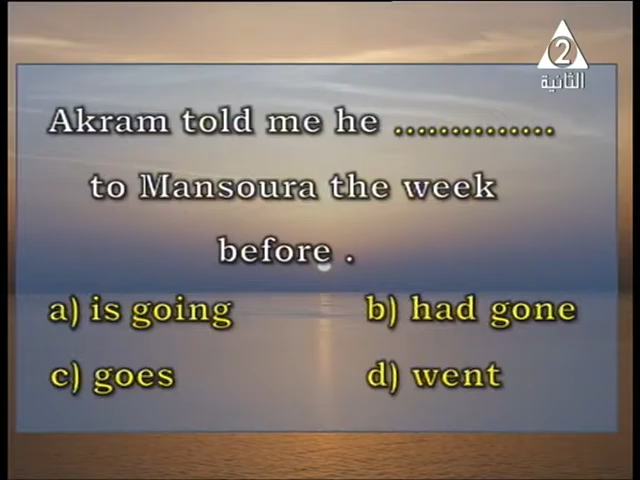 2
الثانية
Akram told me he ..............
to Mansoura the week
before .
a) is going b) had gone
c) goes d) went